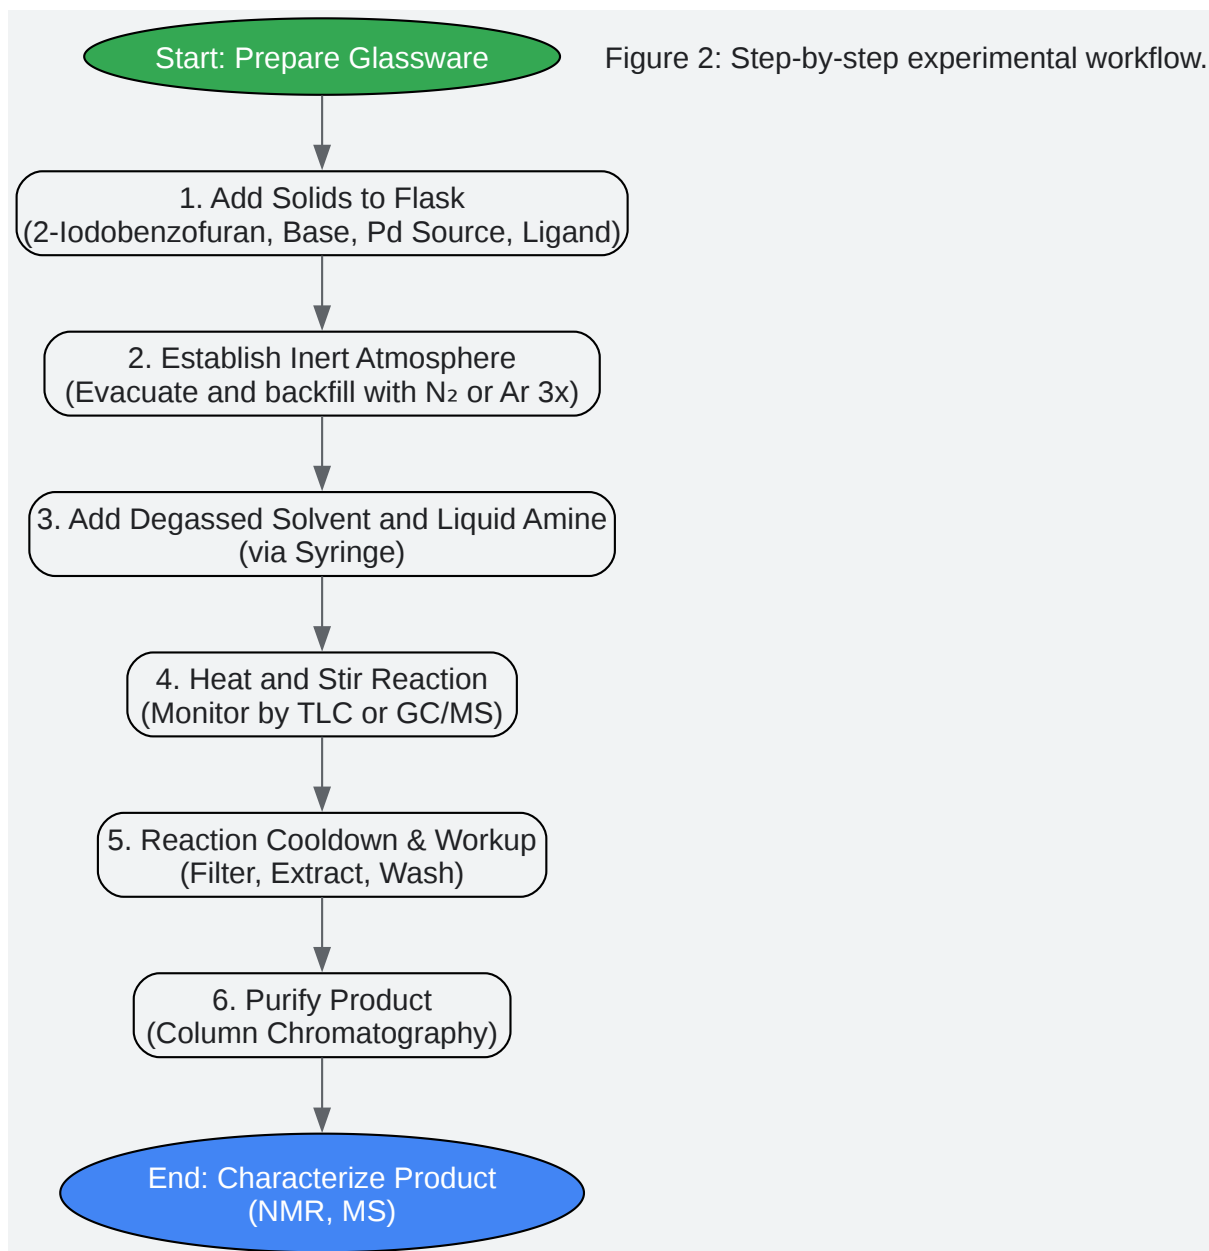 Start: Prepare Glassware
Figure 2: Step-by-step experimental workflow.
1. Add Solids to Flask
(2-Iodobenzofuran, Base, Pd Source, Ligand)
2. Establish Inert Atmosphere
(Evacuate and backfill with N₂ or Ar 3x)
3. Add Degassed Solvent and Liquid Amine
(via Syringe)
4. Heat and Stir Reaction
(Monitor by TLC or GC/MS)
5. Reaction Cooldown & Workup
(Filter, Extract, Wash)
6. Purify Product
(Column Chromatography)
End: Characterize Product
(NMR, MS)